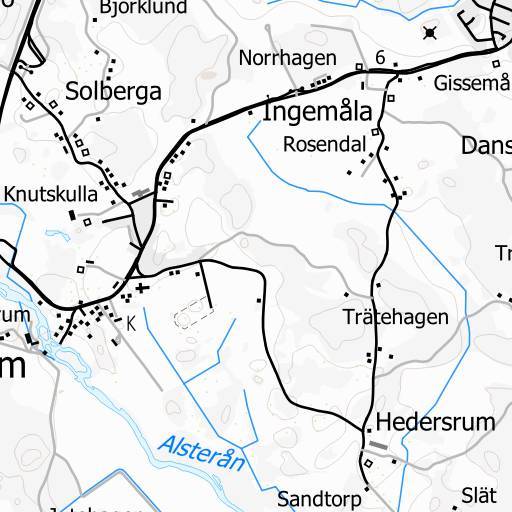 Björklund
Norrhagen
6
Gissemå
Solberga
Ingemåla
Rosendal
Dans
Knutskulla
Tr
rum
K
Trätehagen
m
Hedersrum
Alsterån
Sandtorp
Slät